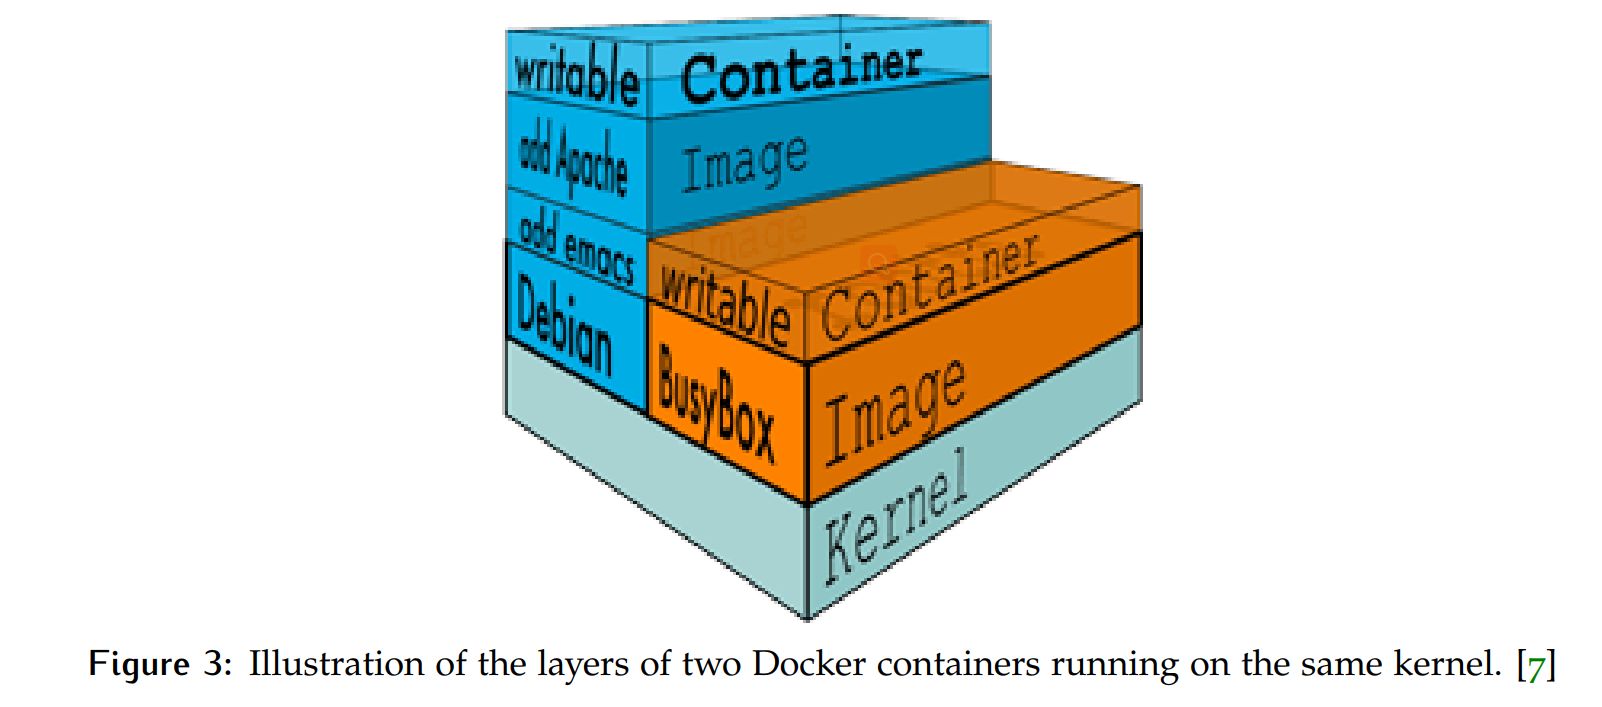 writable
Container
add Apache
Image
add emacs
Image
Debian
writable
Container
BusyBox
Image
Kernel
Figure 3: Illustration of the layers of two Docker containers running on the same kernel. [7]